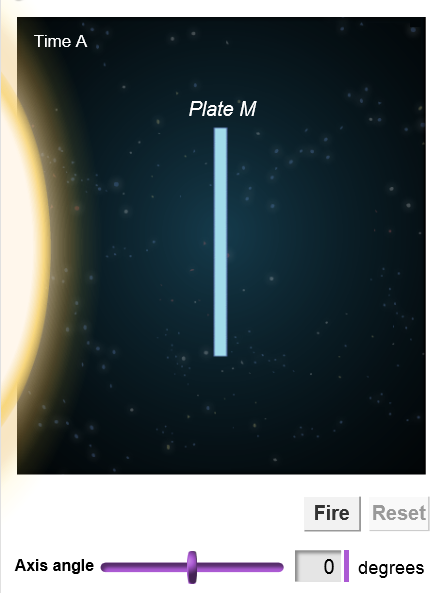 Time A
Plate M
Fire Reset
Axis angle 0 degrees